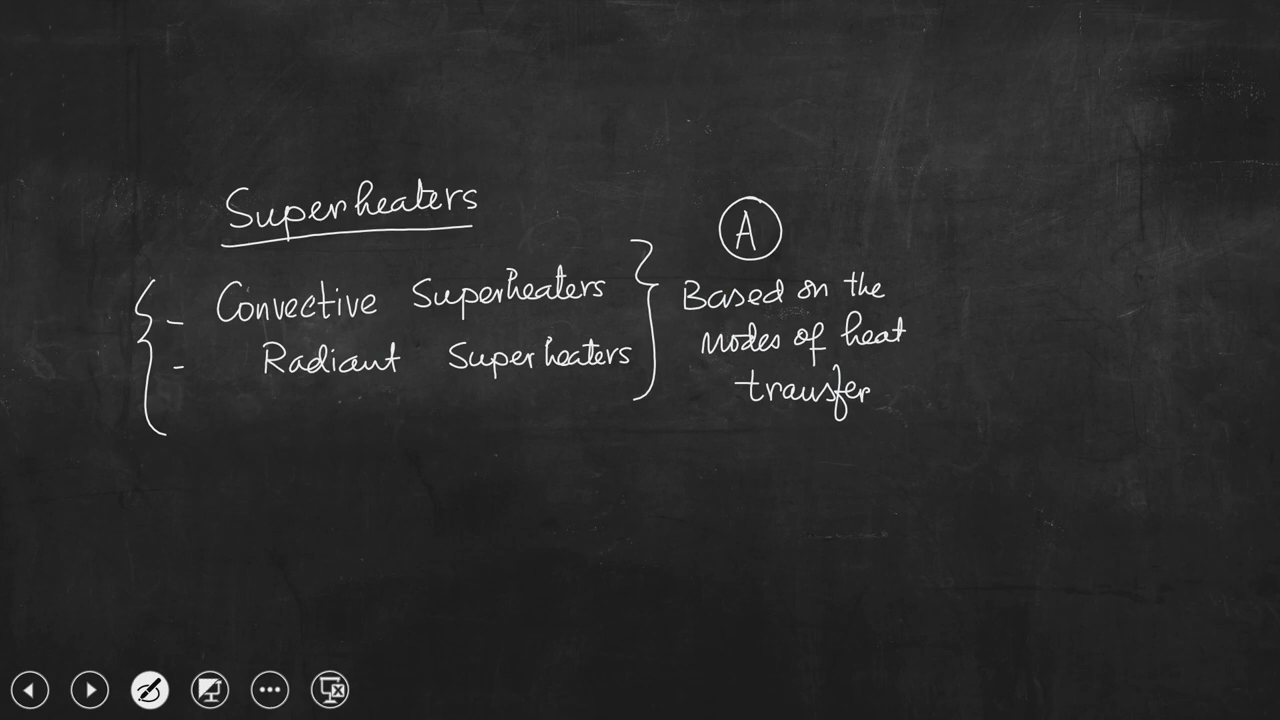 Superheaters
- Convective Superheaters
- Radiant Superheaters
A
Based on the
modes of heat
transfer